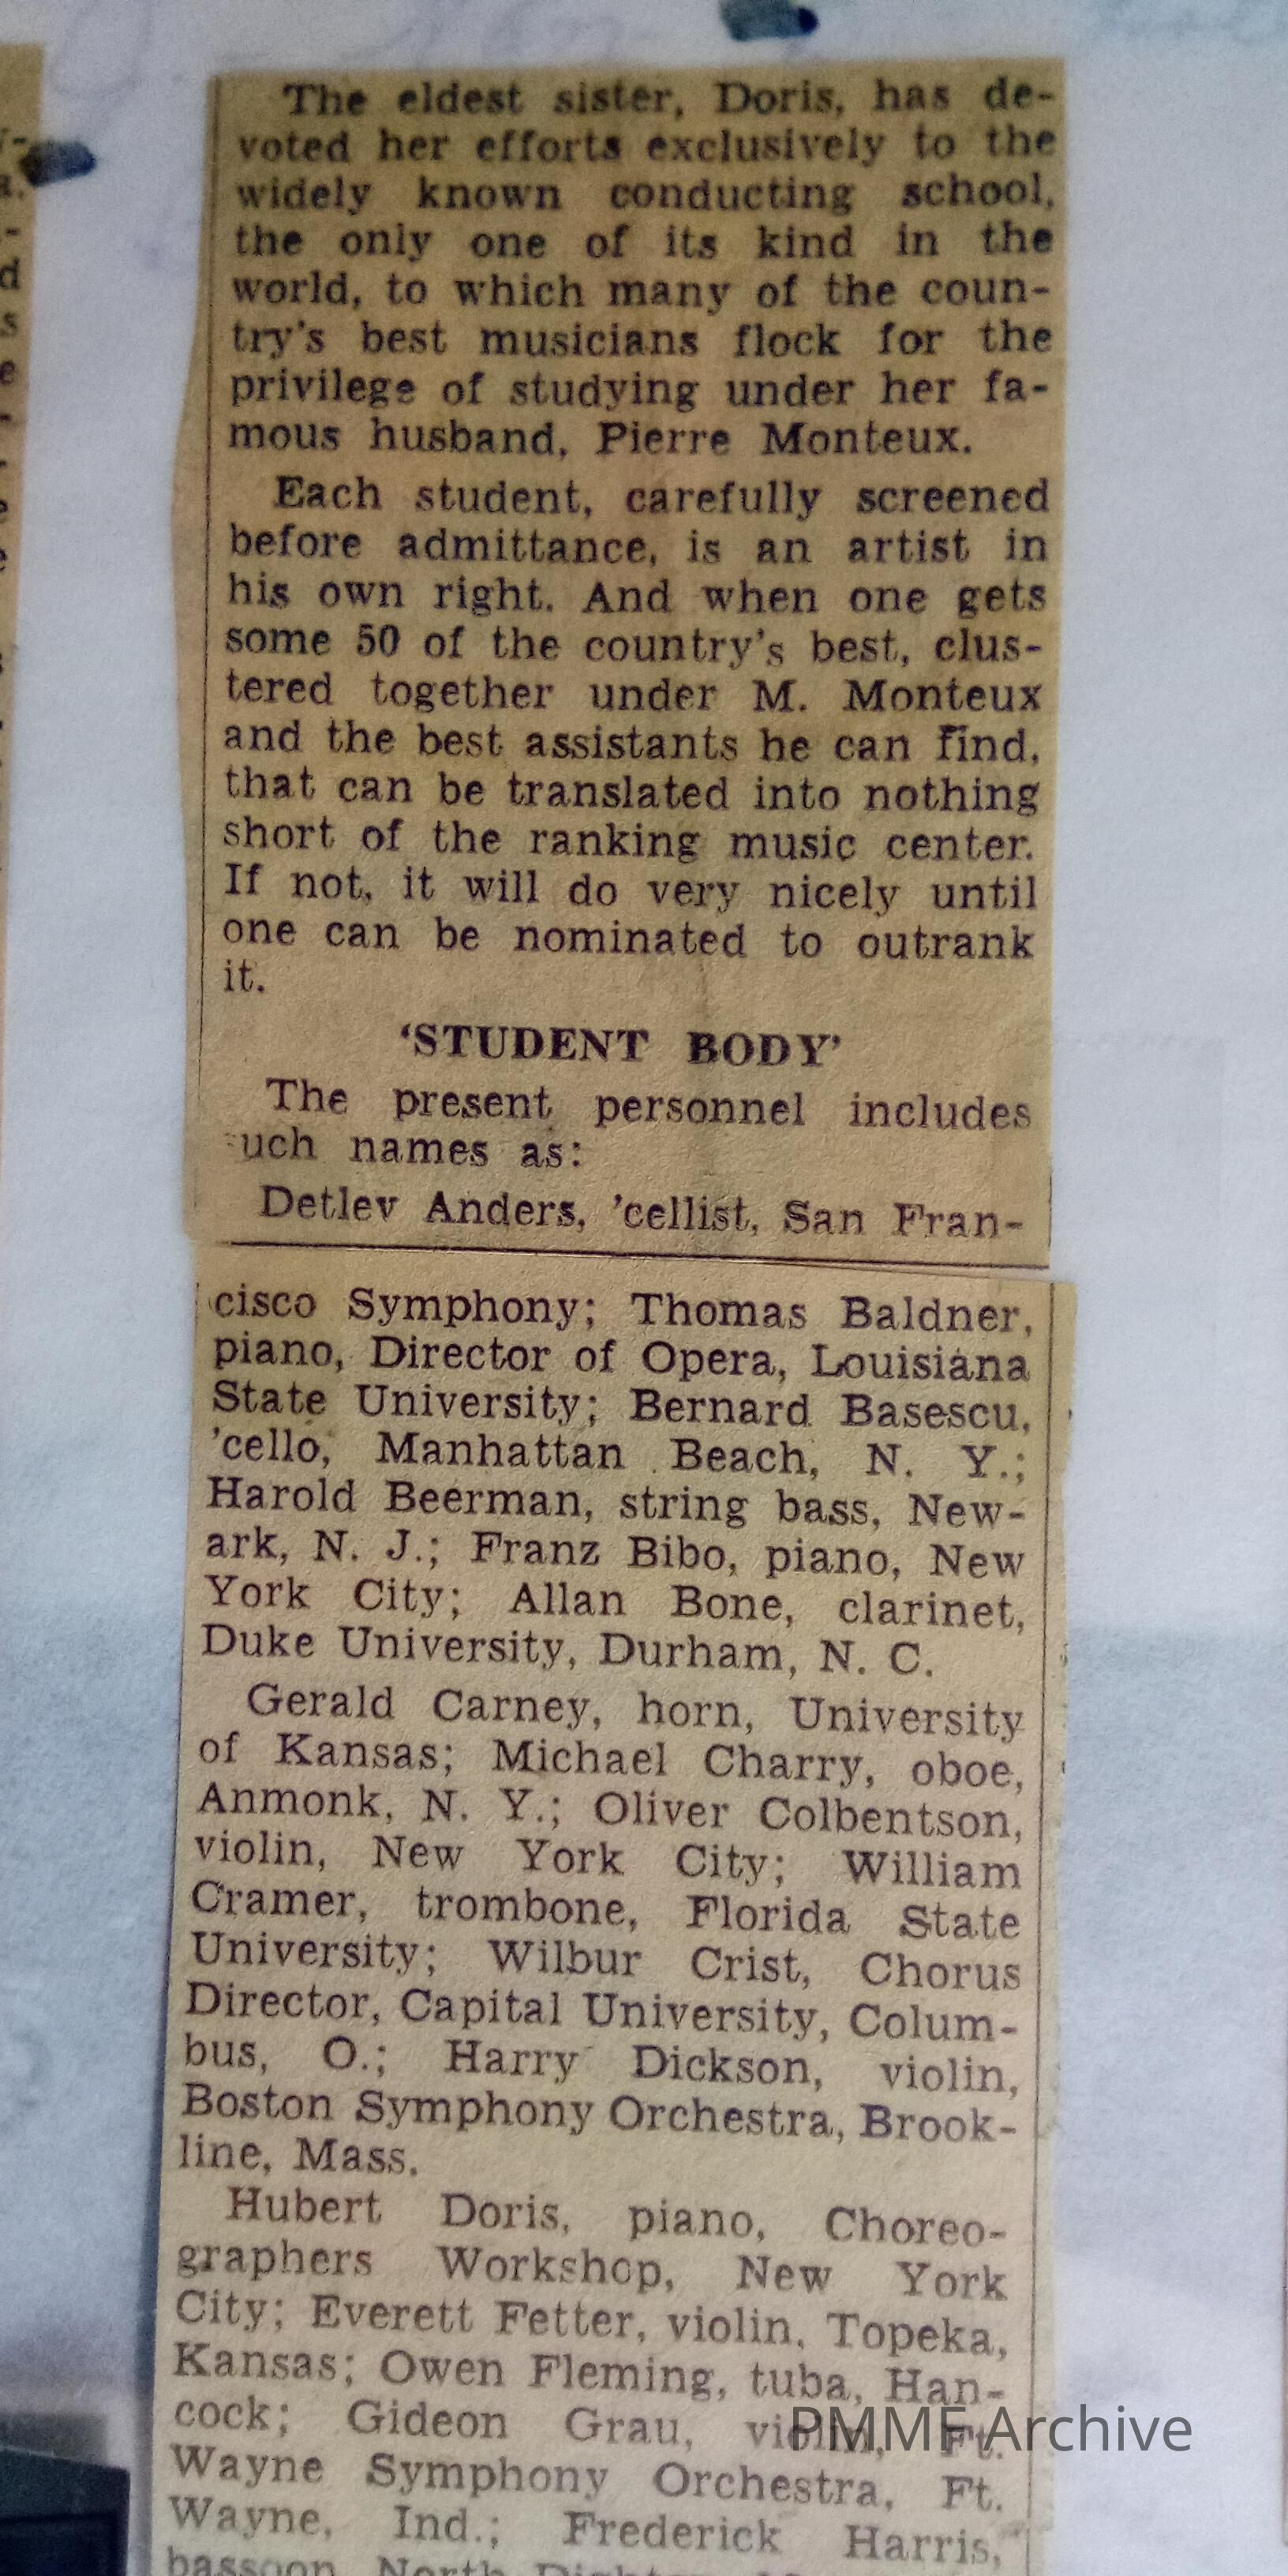 The eldest sister, Doris, has de-
voted her efforts exclusively to the
widely known conducting school,
the only one of its kind in the
world, to which many of the coun-
try's best musicians flock for the
privilege of studying under her fa-
mous husband, Pierre Monteux.
Each student, carefully screened
before admittance, is an artist in
his own right. And when one gets
some 50 of the country's best, clus-
tered together under M. Monteux
and the best assistants he can find,
that can be translated into nothing
short of the ranking music center.
If not, it will do very nicely until
one can be nominated to outrank
it.
'STUDENT BODY'
The present personnel includes
uch names as:
Detlev Anders, 'cellist, San Fran-
cisco Symphony; Thomas Baldner,
piano, Director of Opera, Louisiana
State University; Bernard Basescu,
'cello, Manhattan Beach, N. Y.;
Harold Beerman, string bass, New-
ark, N. J.; Franz Bibo, piano, New
York City; Allan Bone, clarinet,
Duke University, Durham, N. C.
Gerald Carney, horn, University
of Kansas; Michael Charry, oboe,
Anmonk, N. Y.; Oliver Colbentson,
violin, New York City; William
Cramer, trombone, Florida State
University; Wilbur Crist, Chorus
Director, Capital University, Colum-
bus, O.; Harry Dickson, violin,
Boston Symphony Orchestra, Brook-
line, Mass.
Hubert Doris, piano, Choreo-
graphers Workshop, New York
City; Everett Fetter, violin, Topeka,
Kansas; Owen Fleming, tuba, Han-
cock; Gideon Grau, violin, Ft.
Wayne Symphony Orchestra, Ft.
Wayne, Ind.; Frederick Harris,
bassoon, North
PMMF Archive